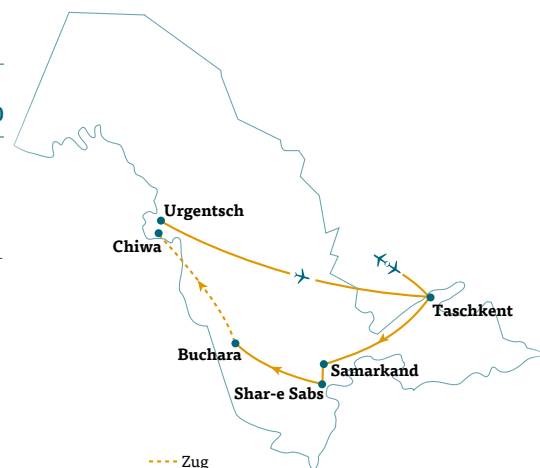 Urgentsch
Chiwa
Taschkent
Buchara
Samarkand
Shar-e Sabs
Zug